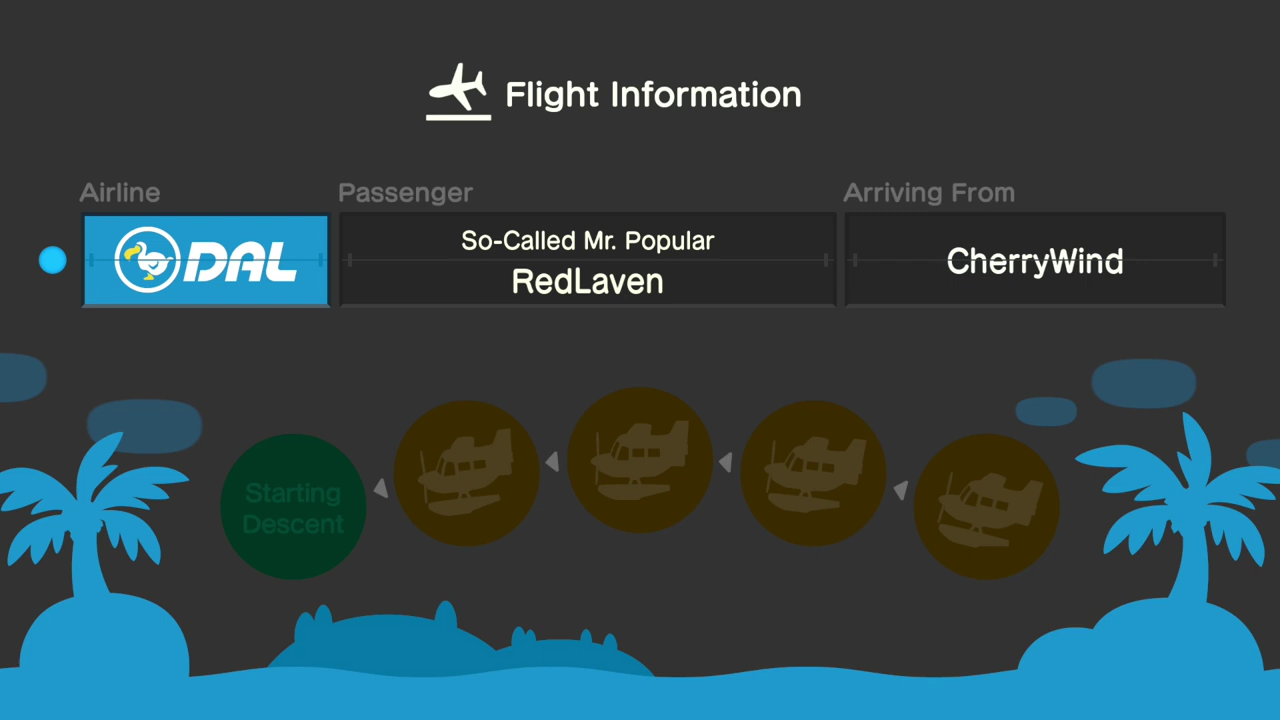 Flight Information
Airline
Passenger
Arriving From
DAL
So-Called Mr. Popular
RedLaven
CherryWind
Starting
Descent